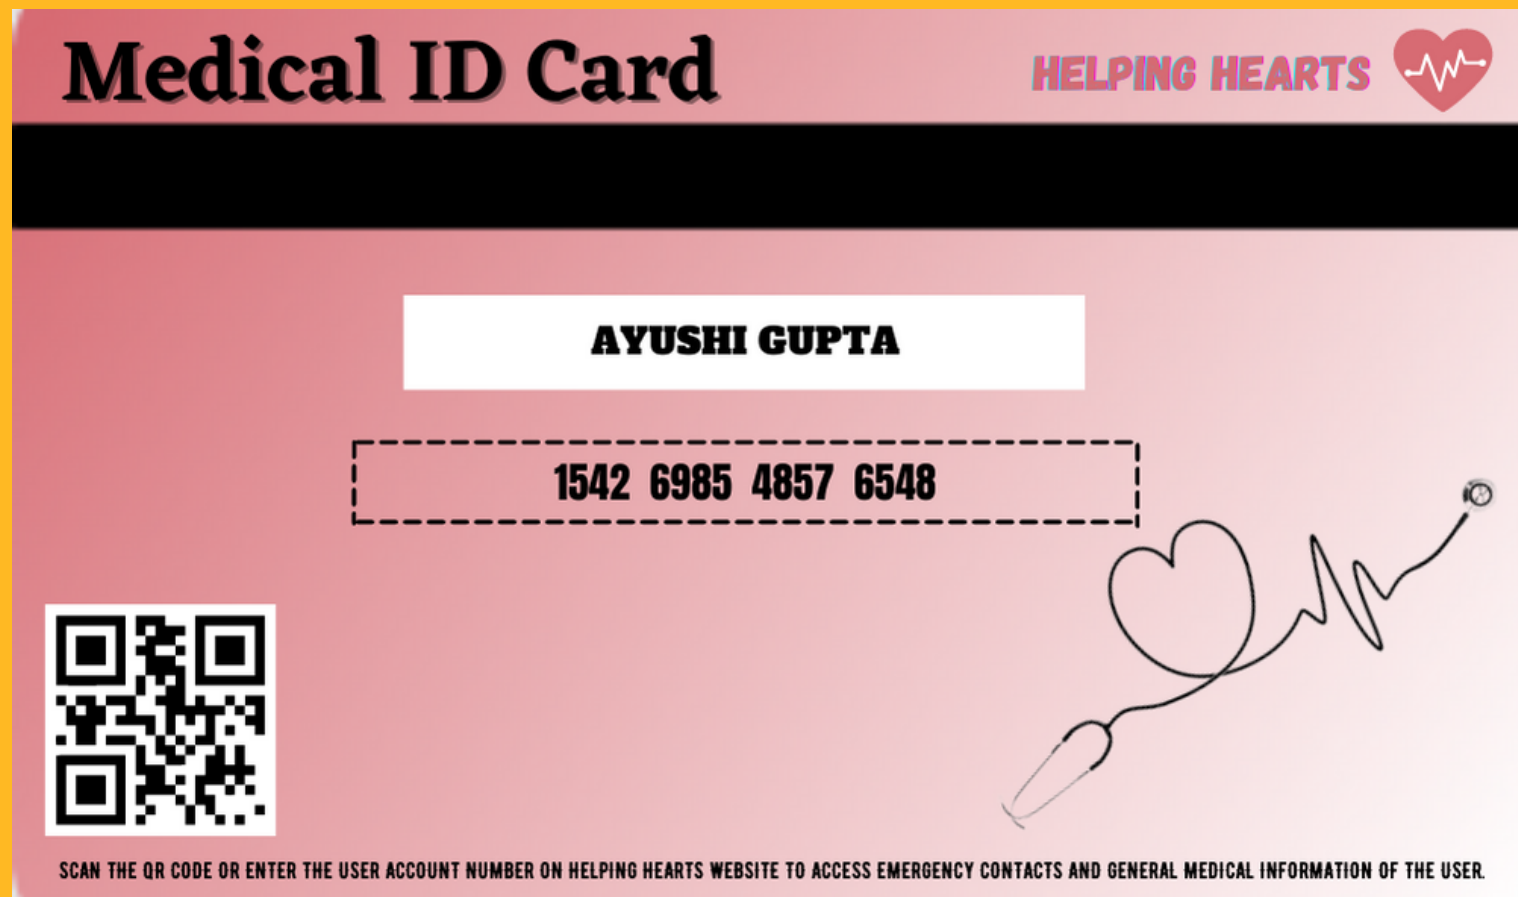 Medical ID Card
HELPING HEARTS
AYUSHI GUPTA
1542 6985 4857 6548
SCAN THE QR CODE OR ENTER THE USER ACCOUNT NUMBER ON HELPING HEARTS WEBSITE TO ACCESS EMERGENCY CONTACTS AND GENERAL MEDICAL INFORMATION OF THE USER.